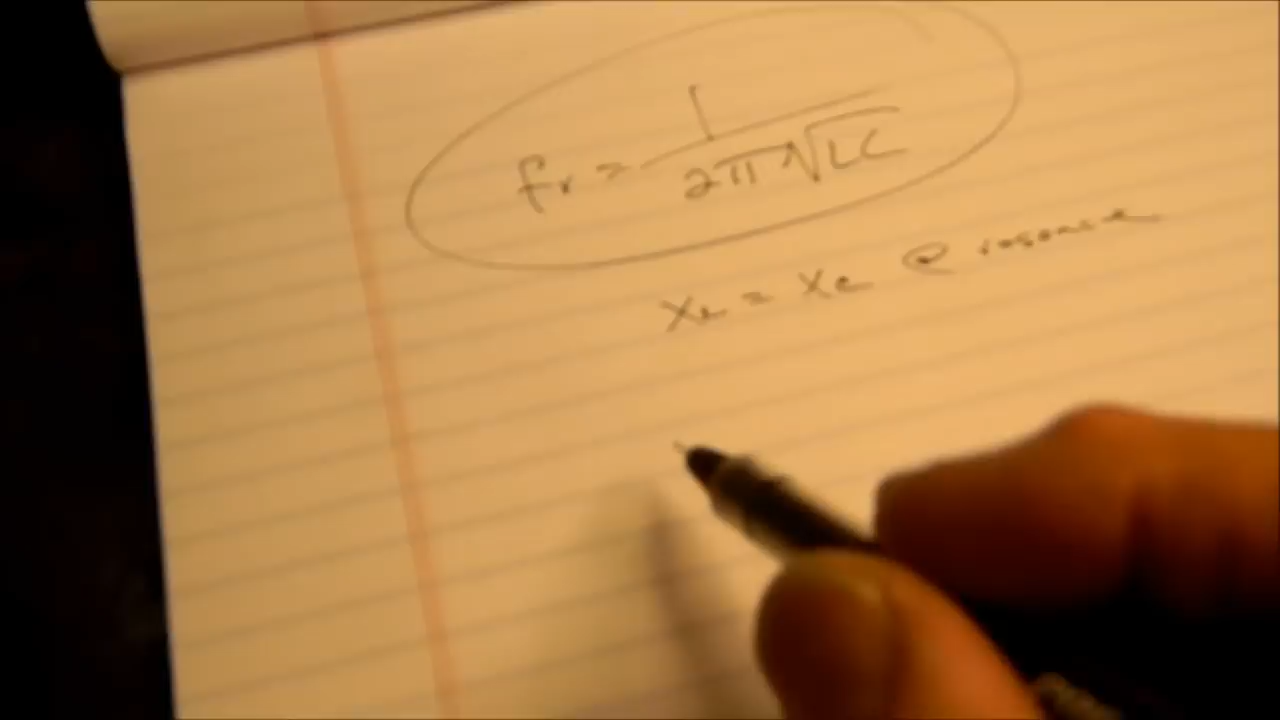 fr = 1 / 2π√LC
XL = XC @ resonance